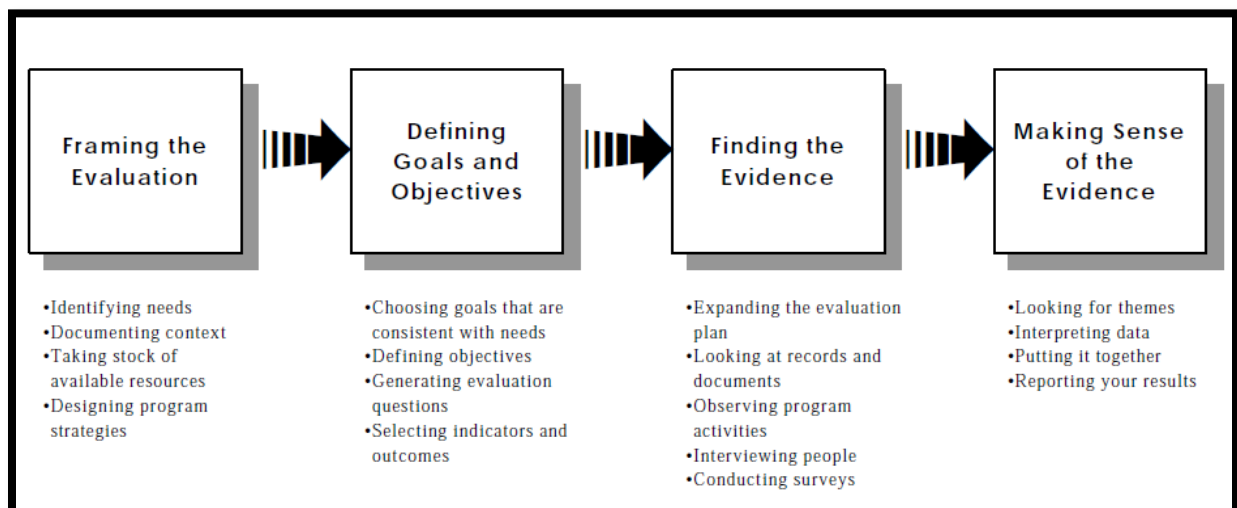 Framing the
Evaluation
Defining
Goals and
Objectives
Finding the
Evidence
Making Sense
of the
Evidence
•Identifying needs
•Documenting context
•Taking stock of
available resources
•Designing program
strategies
•Choosing goals that are
consistent with needs
•Defining objectives
•Generating evaluation
questions
•Selecting indicators and
outcomes
•Expanding the evaluation
plan
•Looking at records and
documents
•Observing program
activities
•Interviewing people
•Conducting surveys
•Looking for themes
•Interpreting data
•Putting it together
•Reporting your results